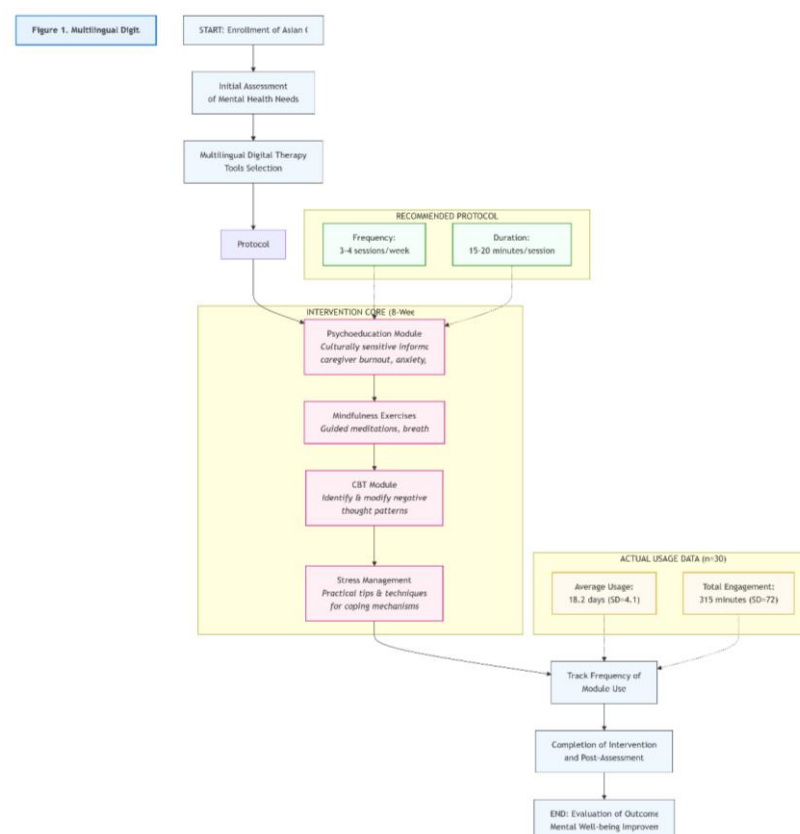 Figure 1. Multilingual Digit
START: Enrollment of Asian
Initial Assessment
of Mental Health Needs
Multilingual Digital Therapy
Tools Selection
Protocol
RECOMMENDED PROTOCOL
Frequency:
3-4 sessions/week
Duration:
15-20 minutes/session
INTERVENTION CORE (8-Wee
Psychoeducation Module
Culturally sensitive inform
caregiver burnout, anxiety,
Mindfulness Exercises
Guided meditations, breath
CBT Module
Identify & modify negative
thought patterns
Stress Management
Practical tips & techniques
for coping mechanisms
ACTUAL USAGE DATA (n=30)
Average Usage:
18.2 days (SD=4.1)
Total Engagement:
315 minutes (SD=72)
Track Frequency of
Module Use
Completion of Intervention
and Post-Assessment
END: Evaluation of Outcome
Mental Well-being Improvem